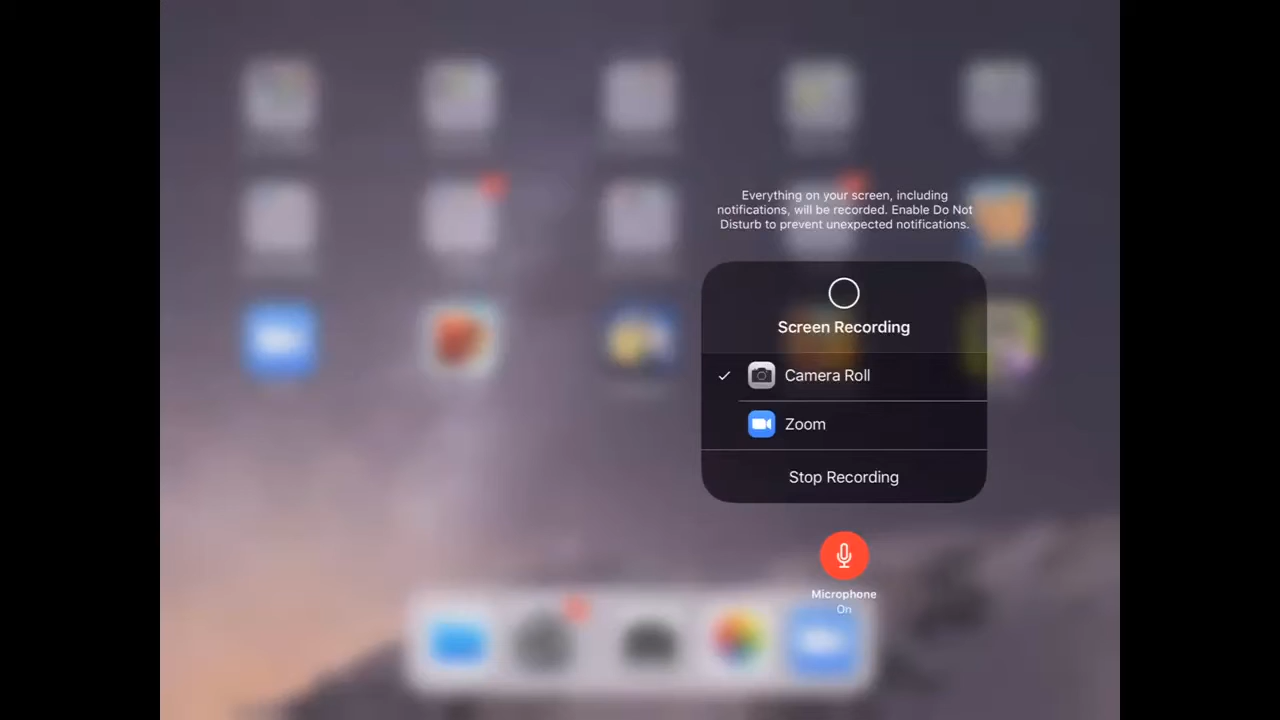 Everything on your screen, including
notifications, will be recorded. Enable Do Not
Disturb to prevent unexpected notifications.
Screen Recording
Camera Roll
Zoom
Stop Recording
Microphone
On